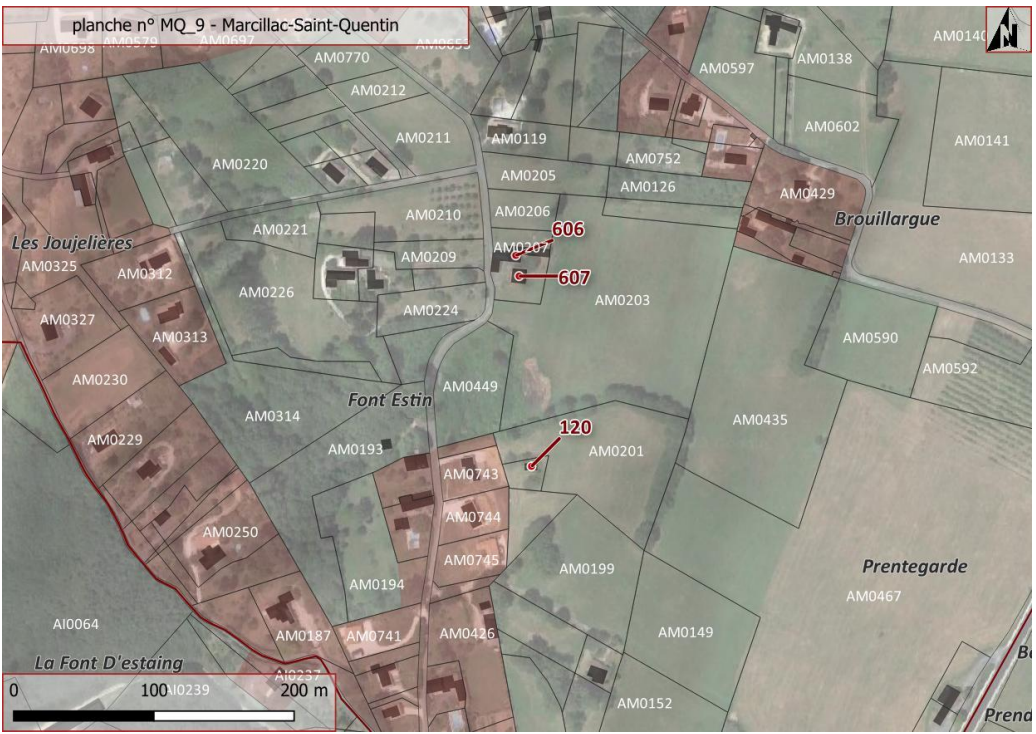 planche n° MQ_9 - Marcillac-Saint-Quentin
N
AM0698
AM0579
AM0697
AM0655
AM0140
AM0770
AM0597
AM0138
AM0212
AM0211
AM0119
AM0602
AM0141
AM0220
AM0752
AM0205
AM0126
AM0429
AM0210
AM0206
Brouillargue
AM0221
606
Les Joujelières
AM0207
AM0209
AM0133
AM0325
AM0312
607
AM0226
AM0203
AM0224
AM0327
AM0313
AM0590
AM0592
AM0230
AM0449
Font Estin
AM0314
AM0435
120
AM0229
AM0193
AM0201
AM0743
AM0744
AM0250
AM0745
AM0199
Prentegarde
AM0194
AM0467
AI0064
AM0187
AM0741
AM0426
AM0149
La Font D'estaing
AI0237
0 100 200 m
AI0239
AM0152
Prend